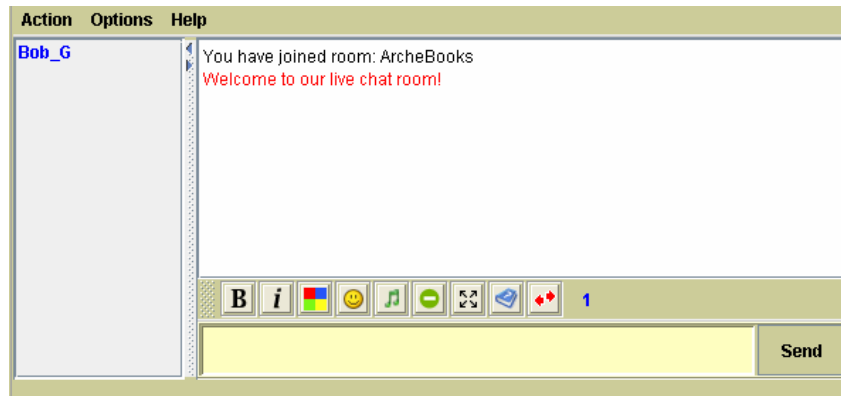 Action Options Help
Bob_G
You have joined room: ArcheBooks
Welcome to our live chat room!
B i 1
Send